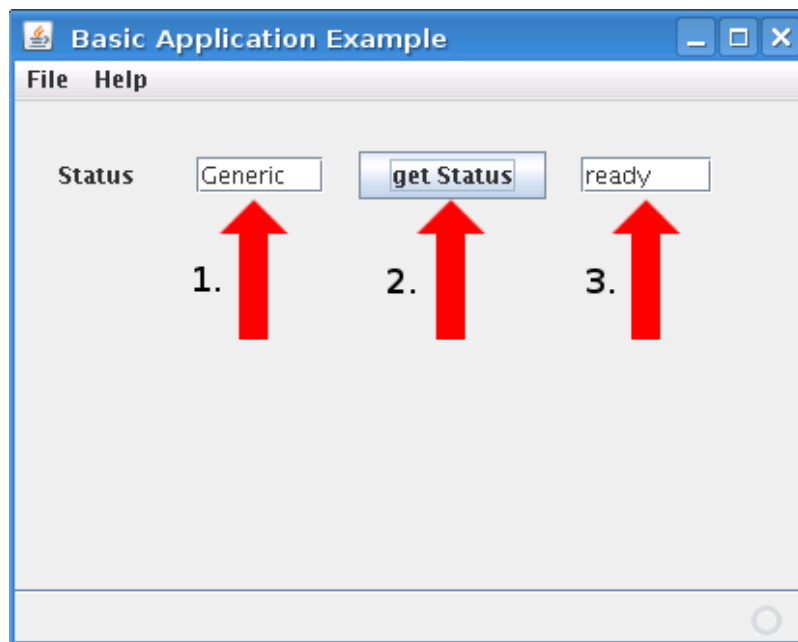 Basic Application Example
File Help
Status Generic get Status ready
1. 2. 3.